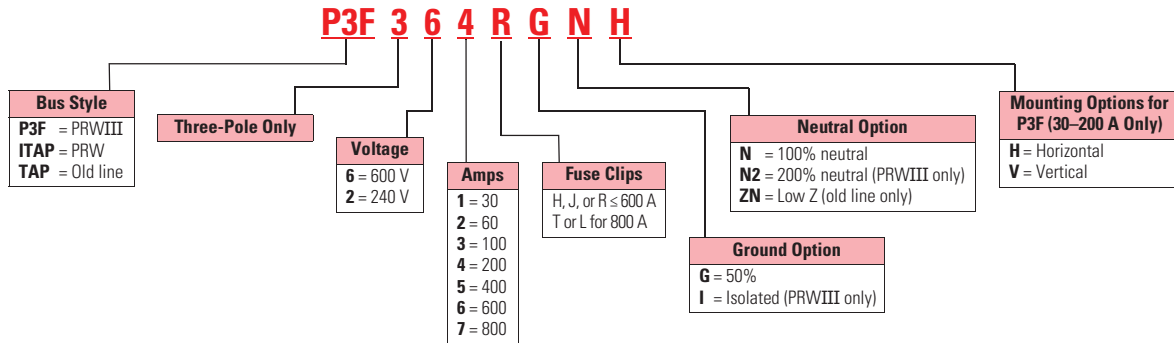 P3F 3 6 4 R G N H
Bus Style
P3F = PRWIII
ITAP = PRW
TAP = Old line
Three-Pole Only
Voltage
6 = 600 V
2 = 240 V
Amps
1 = 30
2 = 60
3 = 100
4 = 200
5 = 400
6 = 600
7 = 800
Fuse Clips
H, J, or R ≤ 600 A
T or L for 800 A
Ground Option
G = 50%
I = Isolated (PRWIII only)
Neutral Option
N = 100% neutral
N2 = 200% neutral (PRWIII only)
ZN = Low Z (old line only)
Mounting Options for
P3F (30–200 A Only)
H = Horizontal
V = Vertical